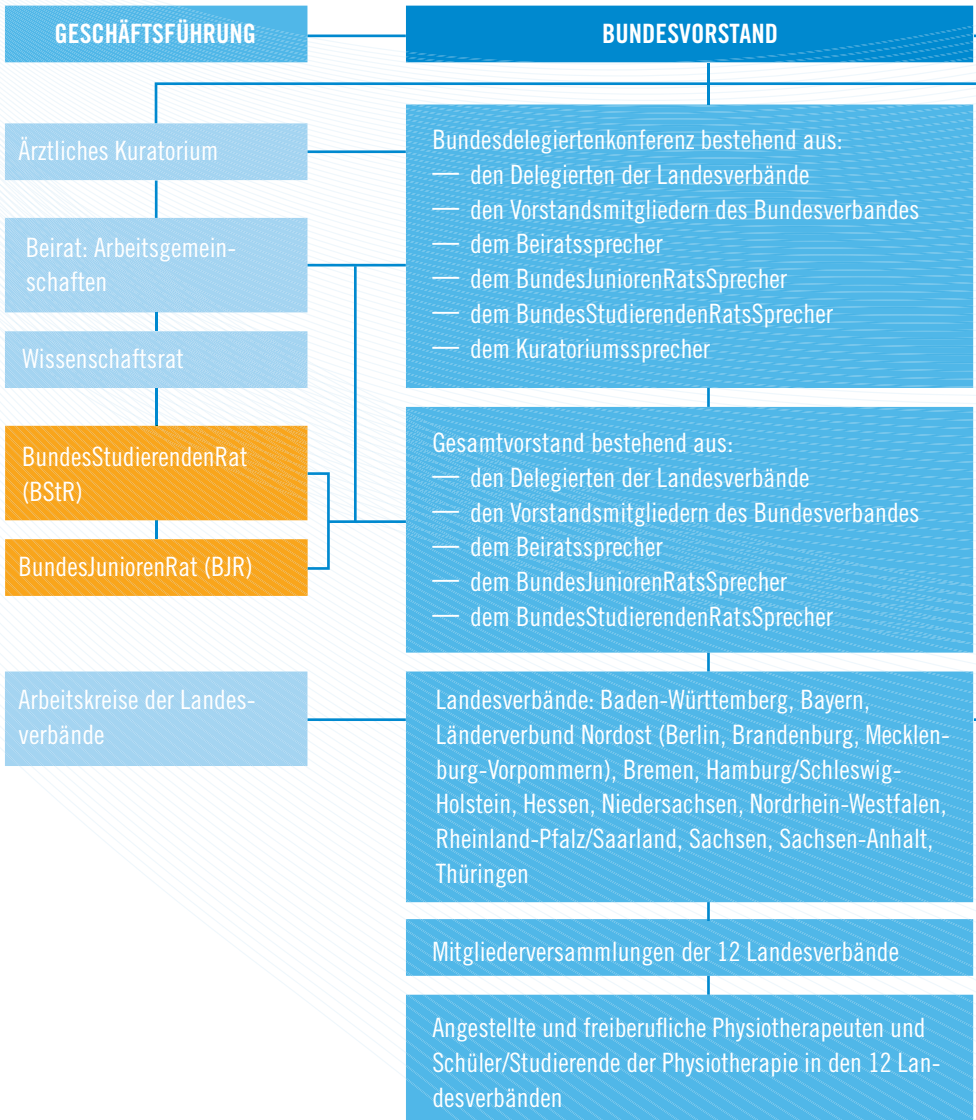 GESCHÄFTSFÜHRUNG
BUNDESVORSTAND
Ärztliches Kuratorium
Beirat: Arbeitsgemein-
schaften
Wissenschaftsrat
BundesStudierendenRat
(BStR)
BundesJuniorenRat (BJR)
Arbeitskreise der Landes-
verbände
Bundesdelegiertenkonferenz bestehend aus:
— den Delegierten der Landesverbände
— den Vorstandsmitgliedern des Bundesverbandes
— dem Beiratssprecher
— dem BundesJuniorenRatsSprecher
— dem BundesStudierendenRatsSprecher
— dem Kuratoriumssprecher
Gesamtvorstand bestehend aus:
— den Delegierten der Landesverbände
— den Vorstandsmitgliedern des Bundesverbandes
— dem Beiratssprecher
— dem BundesJuniorenRatsSprecher
— dem BundesStudierendenRatsSprecher
Landesverbände: Baden-Württemberg, Bayern,
Länderverbund Nordost (Berlin, Brandenburg, Mecklen-
burg-Vorpommern), Bremen, Hamburg/Schleswig-
Holstein, Hessen, Niedersachsen, Nordrhein-Westfalen,
Rheinland-Pfalz/Saarland, Sachsen, Sachsen-Anhalt,
Thüringen
Mitgliederversammlungen der 12 Landesverbände
Angestellte und freiberufliche Physiotherapeuten und
Schüler/Studierende der Physiotherapie in den 12 Lan-
desverbänden